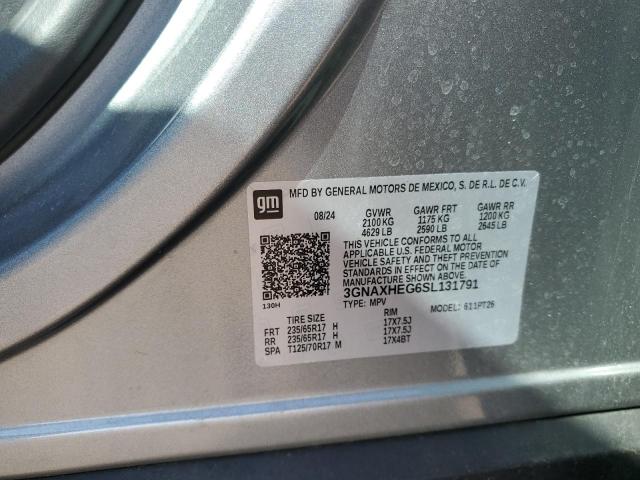 gm MFD BY GENERAL MOTORS DE MEXICO, S. DE R.L. DE C.V.
08/24 GVWR GAWR FRT GAWR RR
2100 KG 1175 KG 1200 KG
4629 LB 2590 LB 2645 LB
THIS VEHICLE CONFORMS TO ALL
APPLICABLE U.S. FEDERAL MOTOR
VEHICLE SAFETY AND THEFT
PREVENTION STANDARDS IN
EFFECT ON THE DATE OF
MANUFACTURE SHOWN ABOVE.
3GNAXHEG6SL131791
130H TYPE: MPV MODEL: 611PT26
TIRE SIZE RIM
FRT 235/65R17 H 17X7.5J
RR 235/65R17 H 17X7.5J
SPA T125/70R17 M 17X4BT